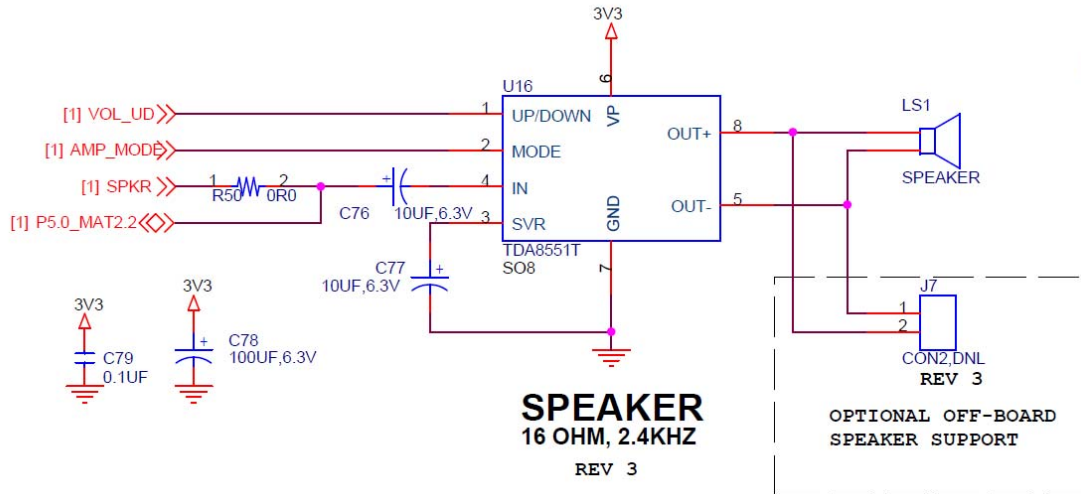 3V3
U16
6
[1] VOL_UD
1
UP/DOWN
VP
OUT+
8
LS1
[1] AMP_MODE
2
MODE
SPEAKER
[1] SPKR
1
2
R50
0R0
C76
10UF,6.3V
4
IN
[1] P5.0_MAT2.2
3
SVR
GND
OUT-
5
TDA8551T
SO8
7
C77
10UF,6.3V
3V3
C79
0.1UF
3V3
C78
100UF,6.3V
J7
1
2
CON2,DNL
REV 3
SPEAKER
16 OHM, 2.4KHZ
REV 3
OPTIONAL OFF-BOARD
SPEAKER SUPPORT